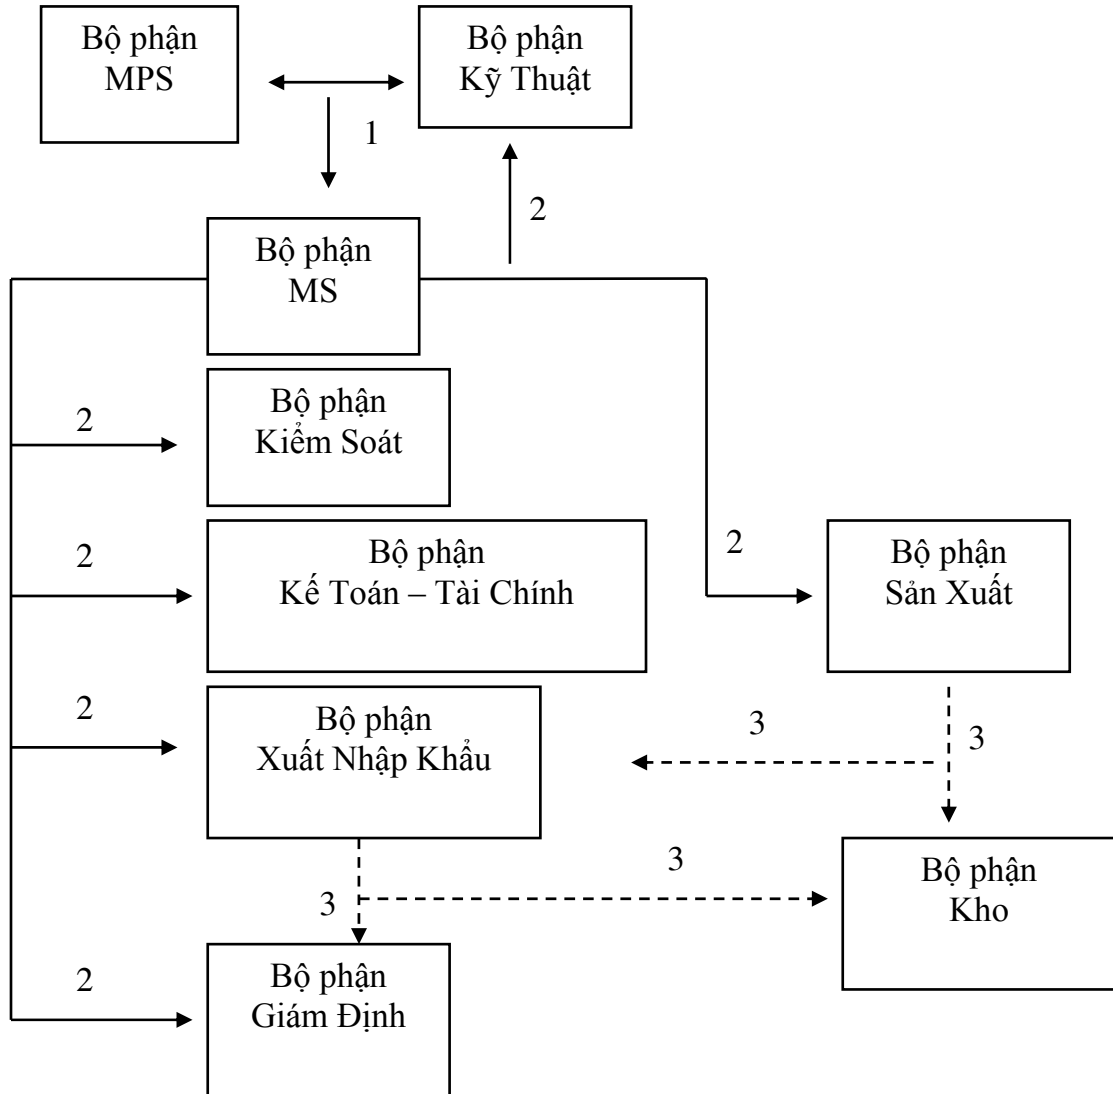 Bộ phận
MPS
Bộ phận
Kỹ Thuật
1
2
Bộ phận
MS
2
Bộ phận
Kiểm Soát
2
Bộ phận
Kế Toán – Tài Chính
2
Bộ phận
Sản Xuất
2
Bộ phận
Xuất Nhập Khẩu
3
3
3
3
Bộ phận
Kho
2
Bộ phận
Giám Định